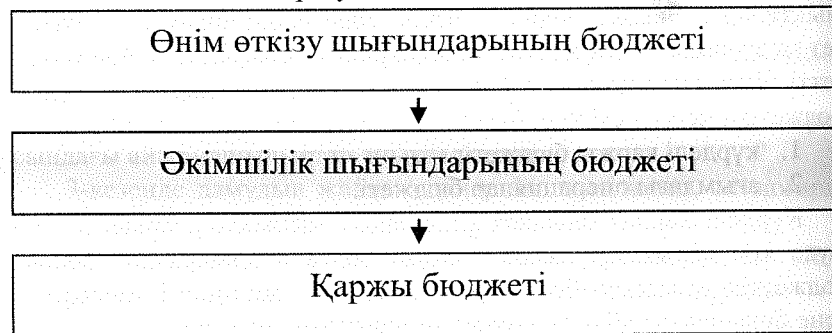 Өнім өткізу шығындарының бюджеті
Әкімшілік шығындарының бюджеті
Қаржы бюджеті